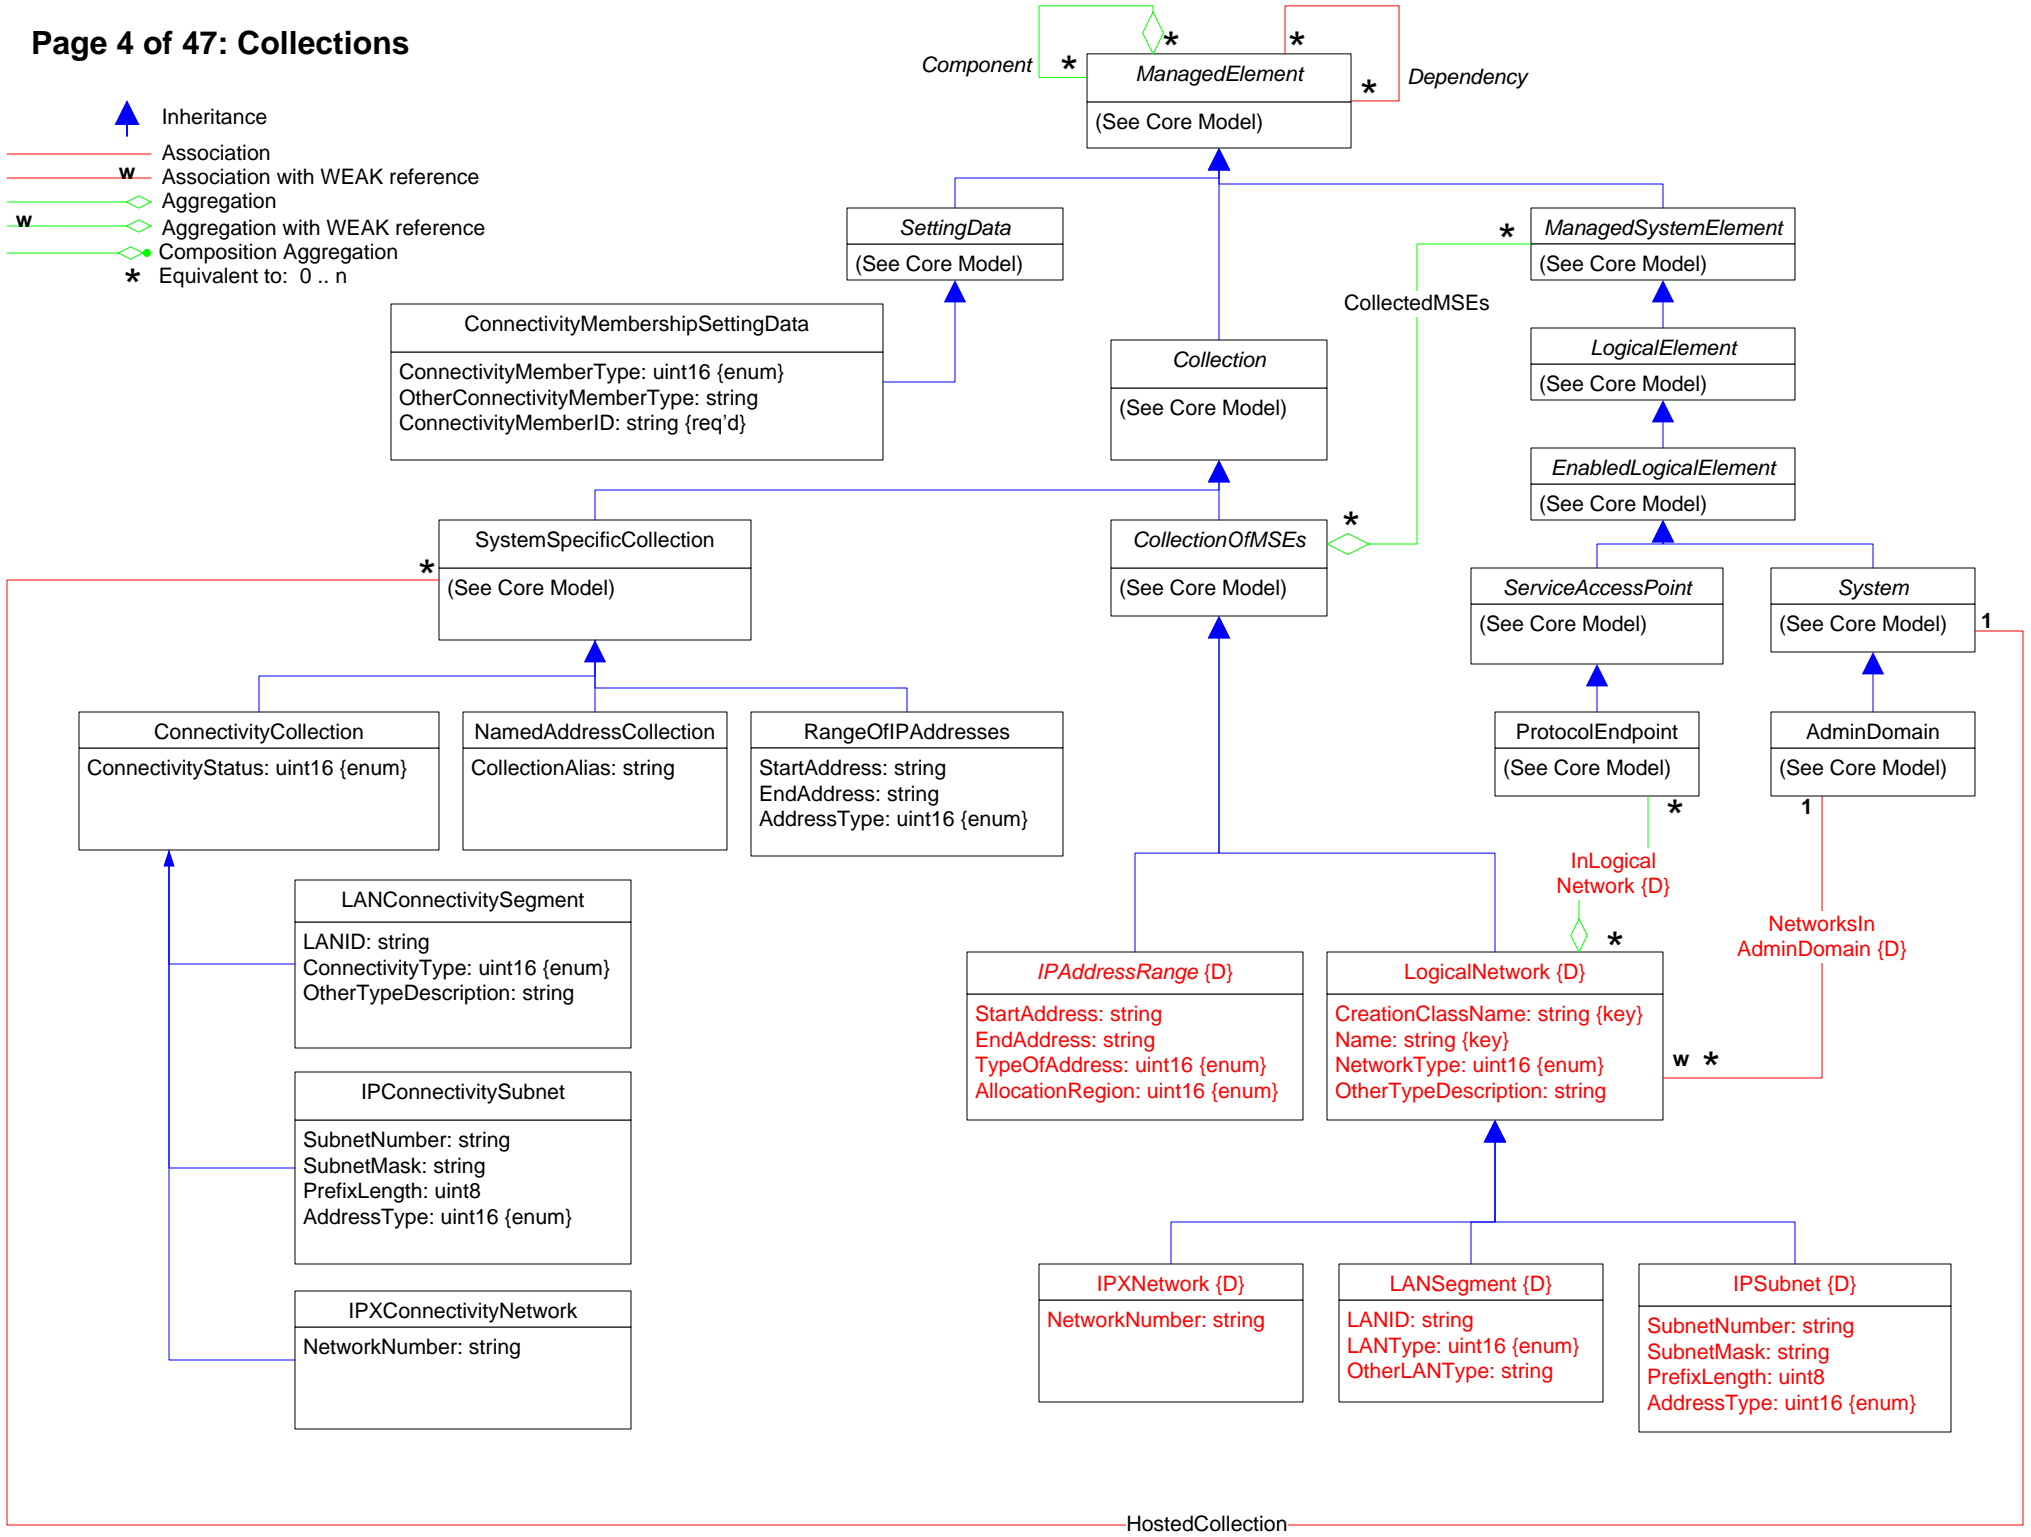 Page 4 of 47: Collections
Inheritance
Association
w Association with WEAK reference
Aggregation
w Aggregation with WEAK reference
Composition Aggregation
* Equivalent to: 0 .. n
Component
*
*
ManagedElement
(See Core Model)
*
*
Dependency
SettingData
(See Core Model)
*
ManagedSystemElement
(See Core Model)
CollectedMSEs
ConnectivityMembershipSettingData
ConnectivityMemberType: uint16 {enum}
OtherConnectivityMemberType: string
ConnectivityMemberID: string {req’d}
Collection
(See Core Model)
LogicalElement
(See Core Model)
EnabledLogicalElement
(See Core Model)
*
SystemSpecificCollection
(See Core Model)
CollectionOfMSEs
(See Core Model)
*
ServiceAccessPoint
(See Core Model)
System
(See Core Model)
1
ConnectivityCollection
ConnectivityStatus: uint16 {enum}
NamedAddressCollection
CollectionAlias: string
RangeOfIPAddresses
StartAddress: string
EndAddress: string
AddressType: uint16 {enum}
ProtocolEndpoint
(See Core Model)
*
AdminDomain
(See Core Model)
1
InLogical
Network {D}
*
NetworksIn
AdminDomain {D}
w *
LANConnectivitySegment
LANID: string
ConnectivityType: uint16 {enum}
OtherTypeDescription: string
IPAddressRange {D}
StartAddress: string
EndAddress: string
TypeOfAddress: uint16 {enum}
AllocationRegion: uint16 {enum}
LogicalNetwork {D}
CreationClassName: string {key}
Name: string {key}
NetworkType: uint16 {enum}
OtherTypeDescription: string
IPConnectivitySubnet
SubnetNumber: string
SubnetMask: string
PrefixLength: uint8
AddressType: uint16 {enum}
IPXConnectivityNetwork
NetworkNumber: string
IPXNetwork {D}
NetworkNumber: string
LANSegment {D}
LANID: string
LANType: uint16 {enum}
OtherLANType: string
IPSubnet {D}
SubnetNumber: string
SubnetMask: string
PrefixLength: uint8
AddressType: uint16 {enum}
HostedCollection